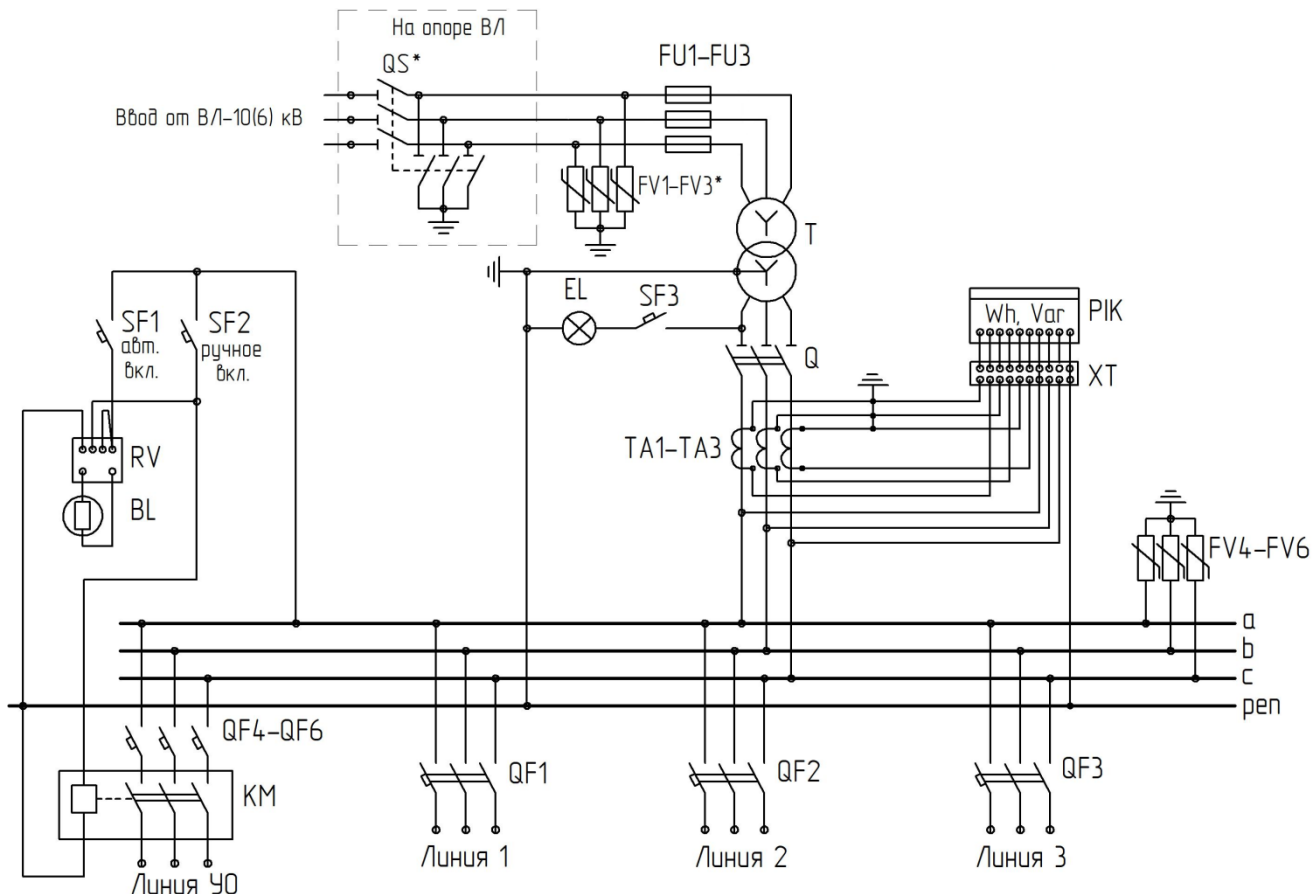 На опоре ВЛ
QS*
FU1-FU3
Ввод от ВЛ-10(6) кВ
FV1-FV3*
T
EL
SF3
Wh, Var
PIK
SF1
авт.
вкл.
SF2
ручное
вкл.
Q
XT
TA1-TA3
RV
BL
FV4-FV6
a
b
c
pen
QF4-QF6
QF1
QF2
QF3
KM
Линия 1
Линия 2
Линия 3
Линия УО